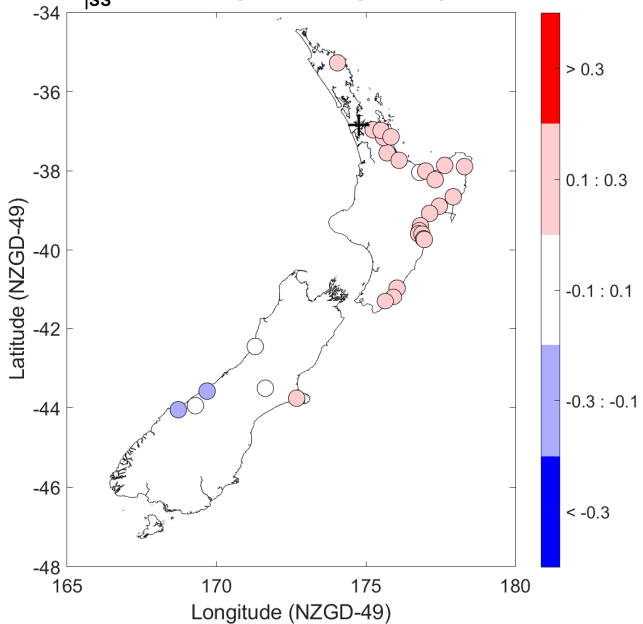 |SS
-34
-36
-38
-40
-42
-44
-46
-48
165
170
175
180
Latitude (NZGD-49)
Longitude (NZGD-49)
> 0.3
0.1 : 0.3
-0.1 : 0.1
-0.3 : -0.1
< -0.3